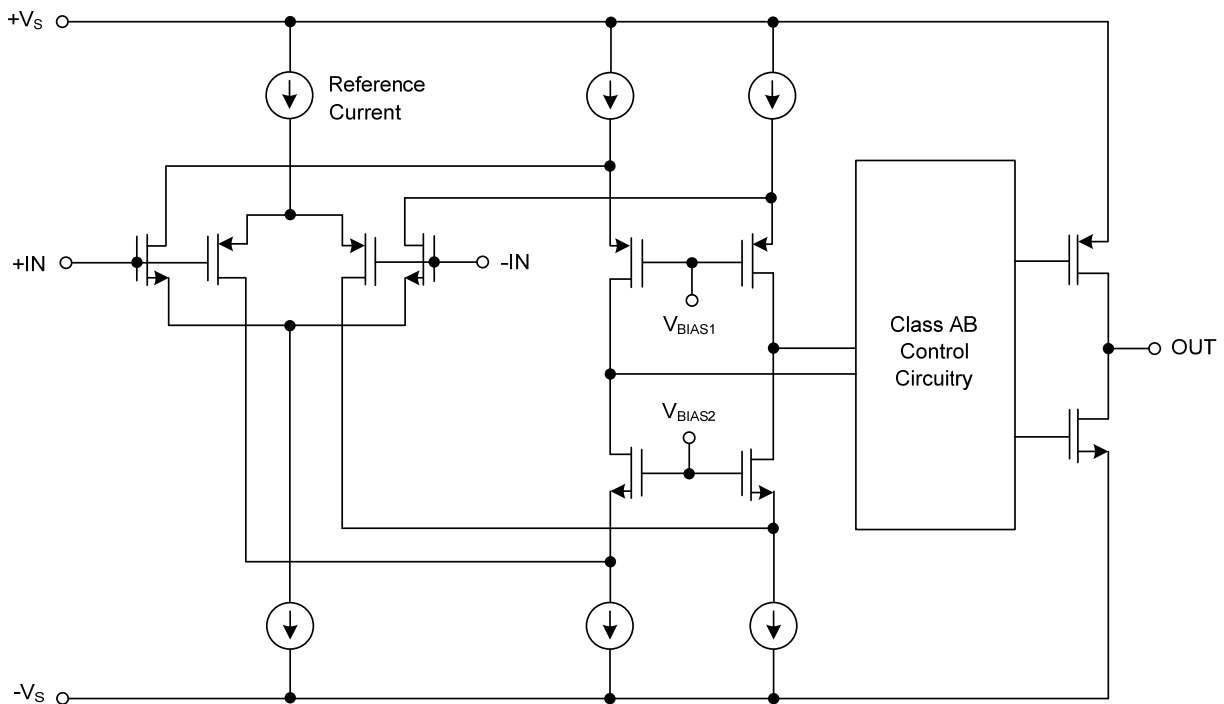 +VS
Reference
Current
+IN
-IN
VBIAS1
Class AB
Control
Circuitry
OUT
VBIAS2
-VS